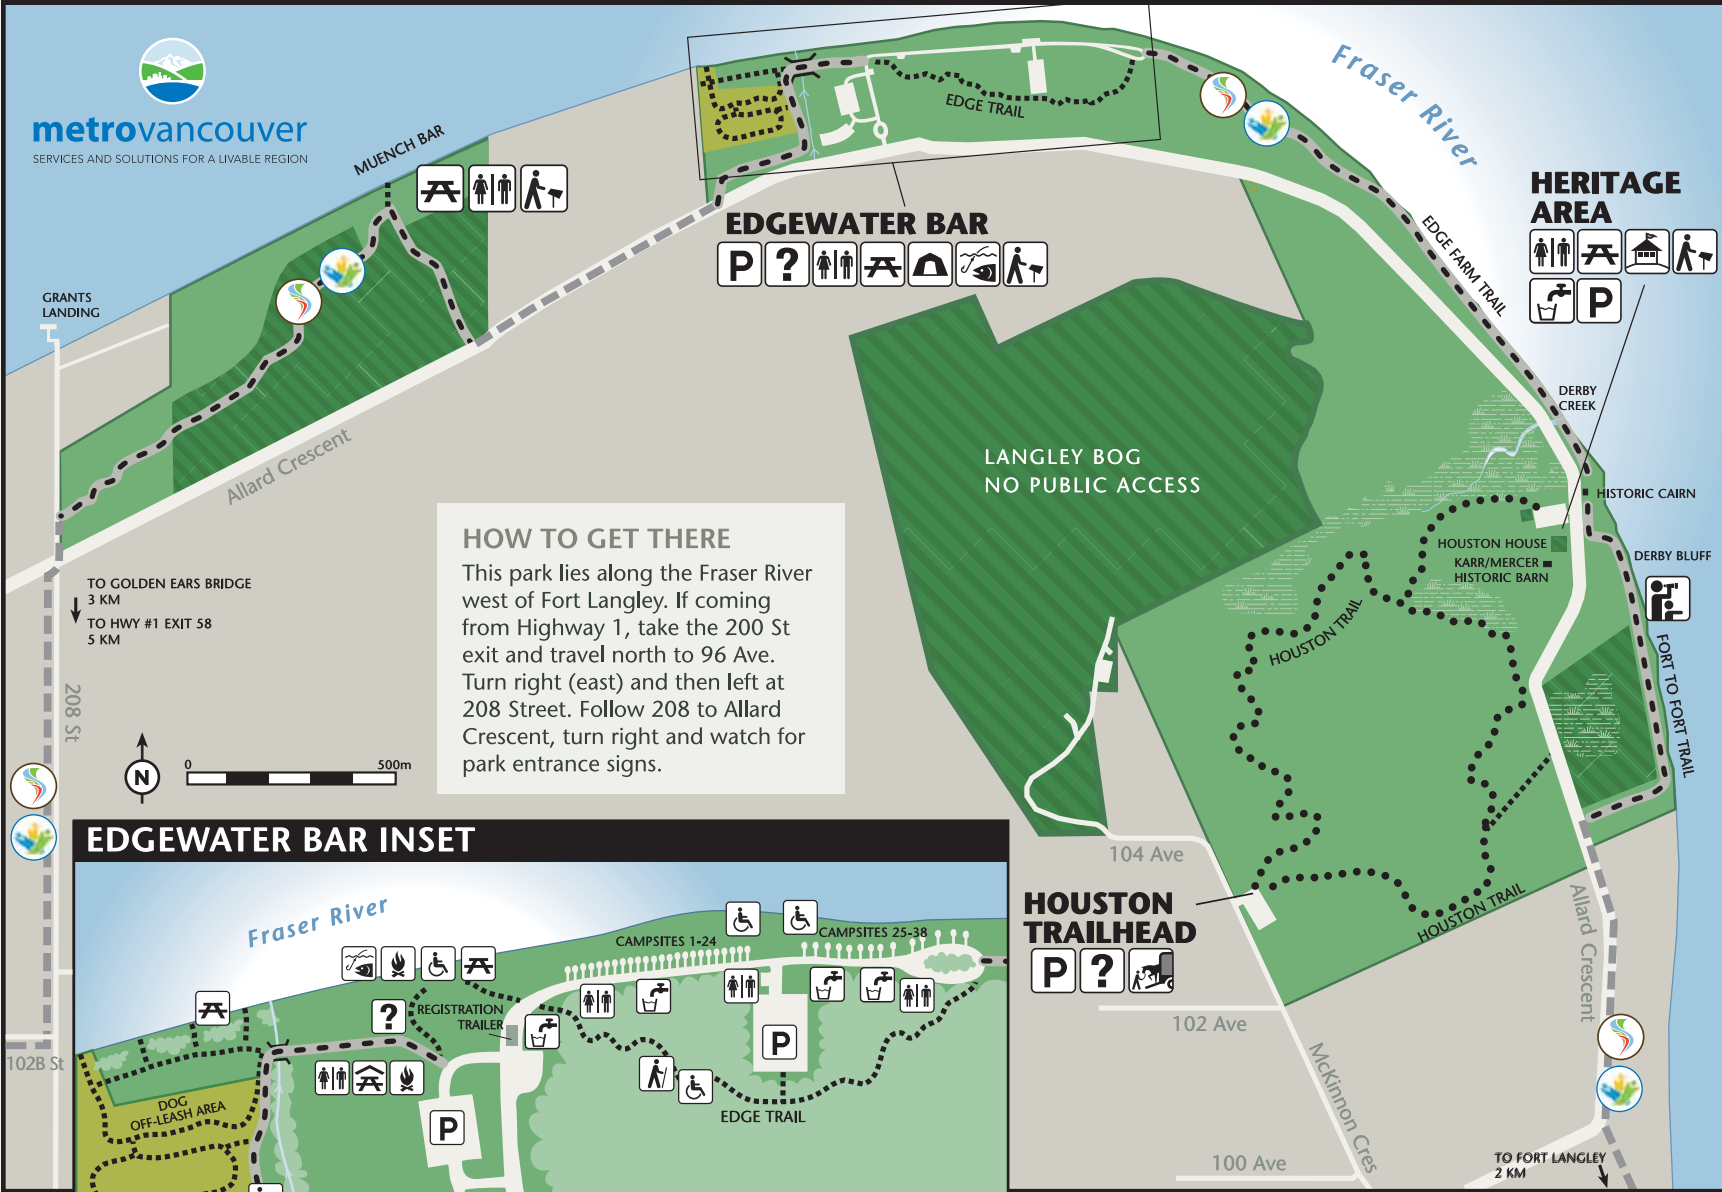 metrovancouver
SERVICES AND SOLUTIONS FOR A LIVABLE REGION
MUENCH BAR
EDGE TRAIL
Fraser River
HERITAGE
AREA
P
EDGEWATER BAR
P
?
EDGE FARM TRAIL
GRANTS
LANDING
DERBY
CREEK
Allard Crescent
LANGLEY BOG
NO PUBLIC ACCESS
HISTORIC CAIRN
HOUSTON HOUSE
KARR/MERCER
HISTORIC BARN
DERBY BLUFF
HOW TO GET THERE
This park lies along the Fraser River
west of Fort Langley. If coming
from Highway 1, take the 200 St
exit and travel north to 96 Ave.
Turn right (east) and then left at
208 Street. Follow 208 to Allard
Crescent, turn right and watch for
park entrance signs.
TO GOLDEN EARS BRIDGE
3 KM
TO HWY #1 EXIT 58
5 KM
208 St
N
0
500m
HOUSTON TRAIL
FORT TO FORT TRAIL
104 Ave
HOUSTON
TRAILHEAD
P
?
HOUSTON TRAIL
Allard Crescent
102 Ave
McKinnon Cres
100 Ave
TO FORT LANGLEY
2 KM
102B St
EDGEWATER BAR INSET
Fraser River
CAMPSITES 1-24
CAMPSITES 25-38
?
REGISTRATION
TRAILER
P
P
EDGE TRAIL
DOG
OFF-LEASH AREA